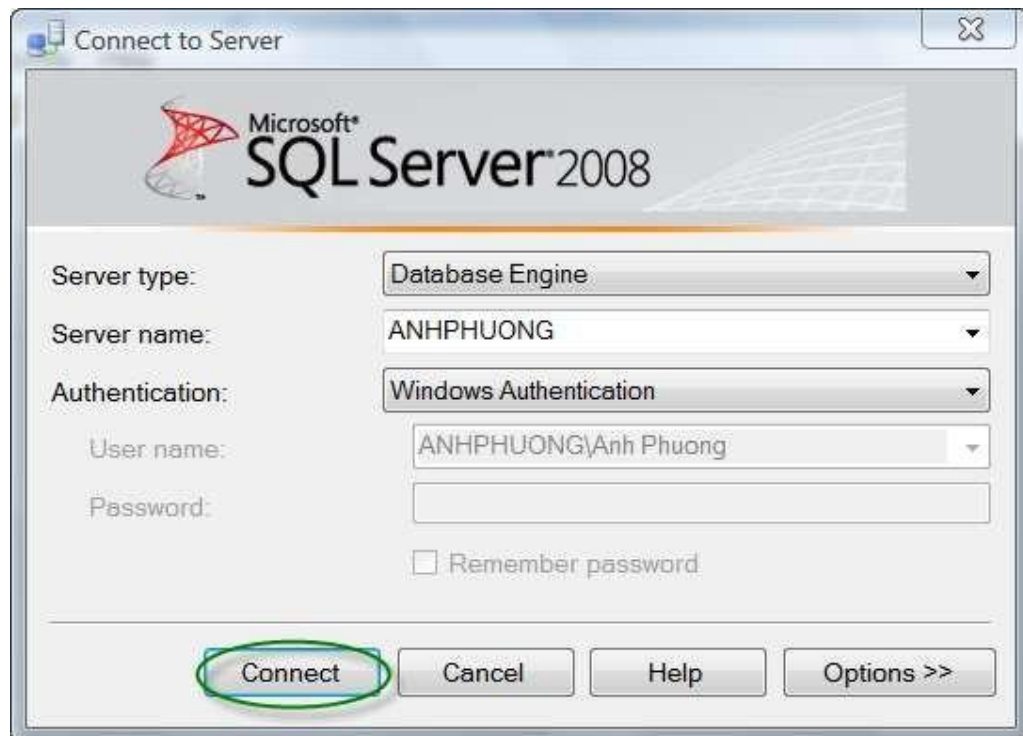 Connect to Server
Microsoft®
SQL Server®2008
Server type: Database Engine
Server name: ANHPHUONG
Authentication: Windows Authentication
User name: ANHPHUONG\Anh Phuong
Password:
Remember password
Connect Cancel Help Options >>